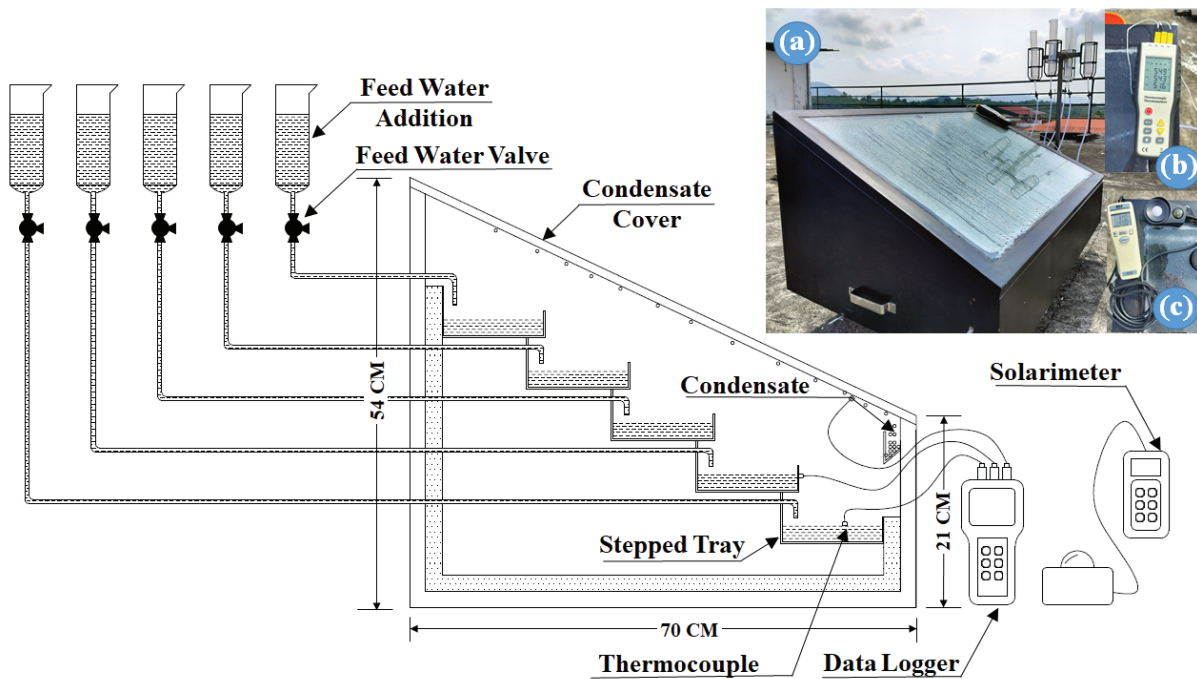 Feed Water
Addition
Feed Water Valve
Condensate
Cover
(a)
(b)
(c)
54 CM
Condensate
Solarimeter
Stepped Tray
21 CM
70 CM
Thermocouple
Data Logger